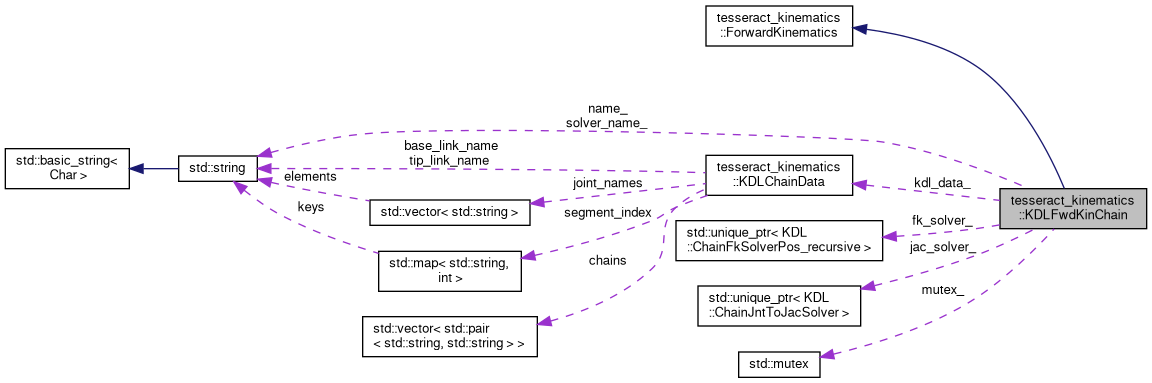 tesseract_kinematics
::ForwardKinematics
name_
solver_name_
std::basic_string<
Char >
std::string
base_link_name
tip_link_name
elements
keys
tesseract_kinematics
::KDLChainData
joint_names
std::vector< std::string >
segment_index
std::map< std::string,
int >
chains
std::vector< std::pair
< std::string, std::string > >
kdl_data_
tesseract_kinematics
::KDLFwdKinChain
fk_solver_
std::unique_ptr< KDL
::ChainFkSolverPos_recursive >
jac_solver_
std::unique_ptr< KDL
::ChainJntToJacSolver >
mutex_
std::mutex